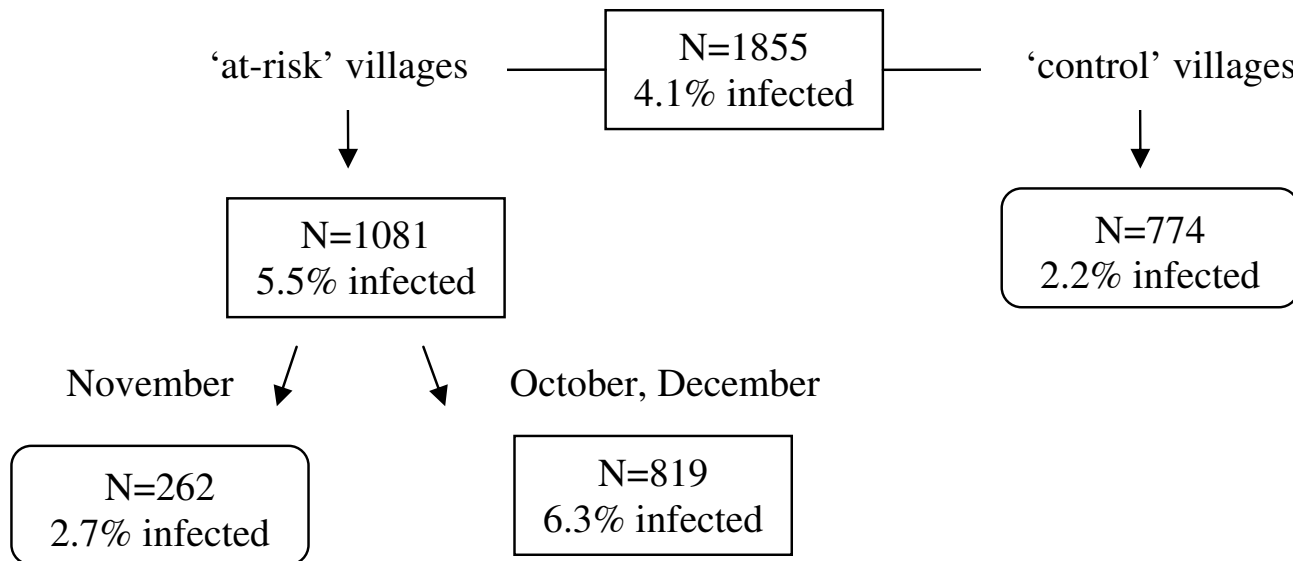 ‘at-risk’ villages
N=1855
4.1% infected
‘control’ villages
N=1081
5.5% infected
N=774
2.2% infected
November
October, December
N=262
2.7% infected
N=819
6.3% infected